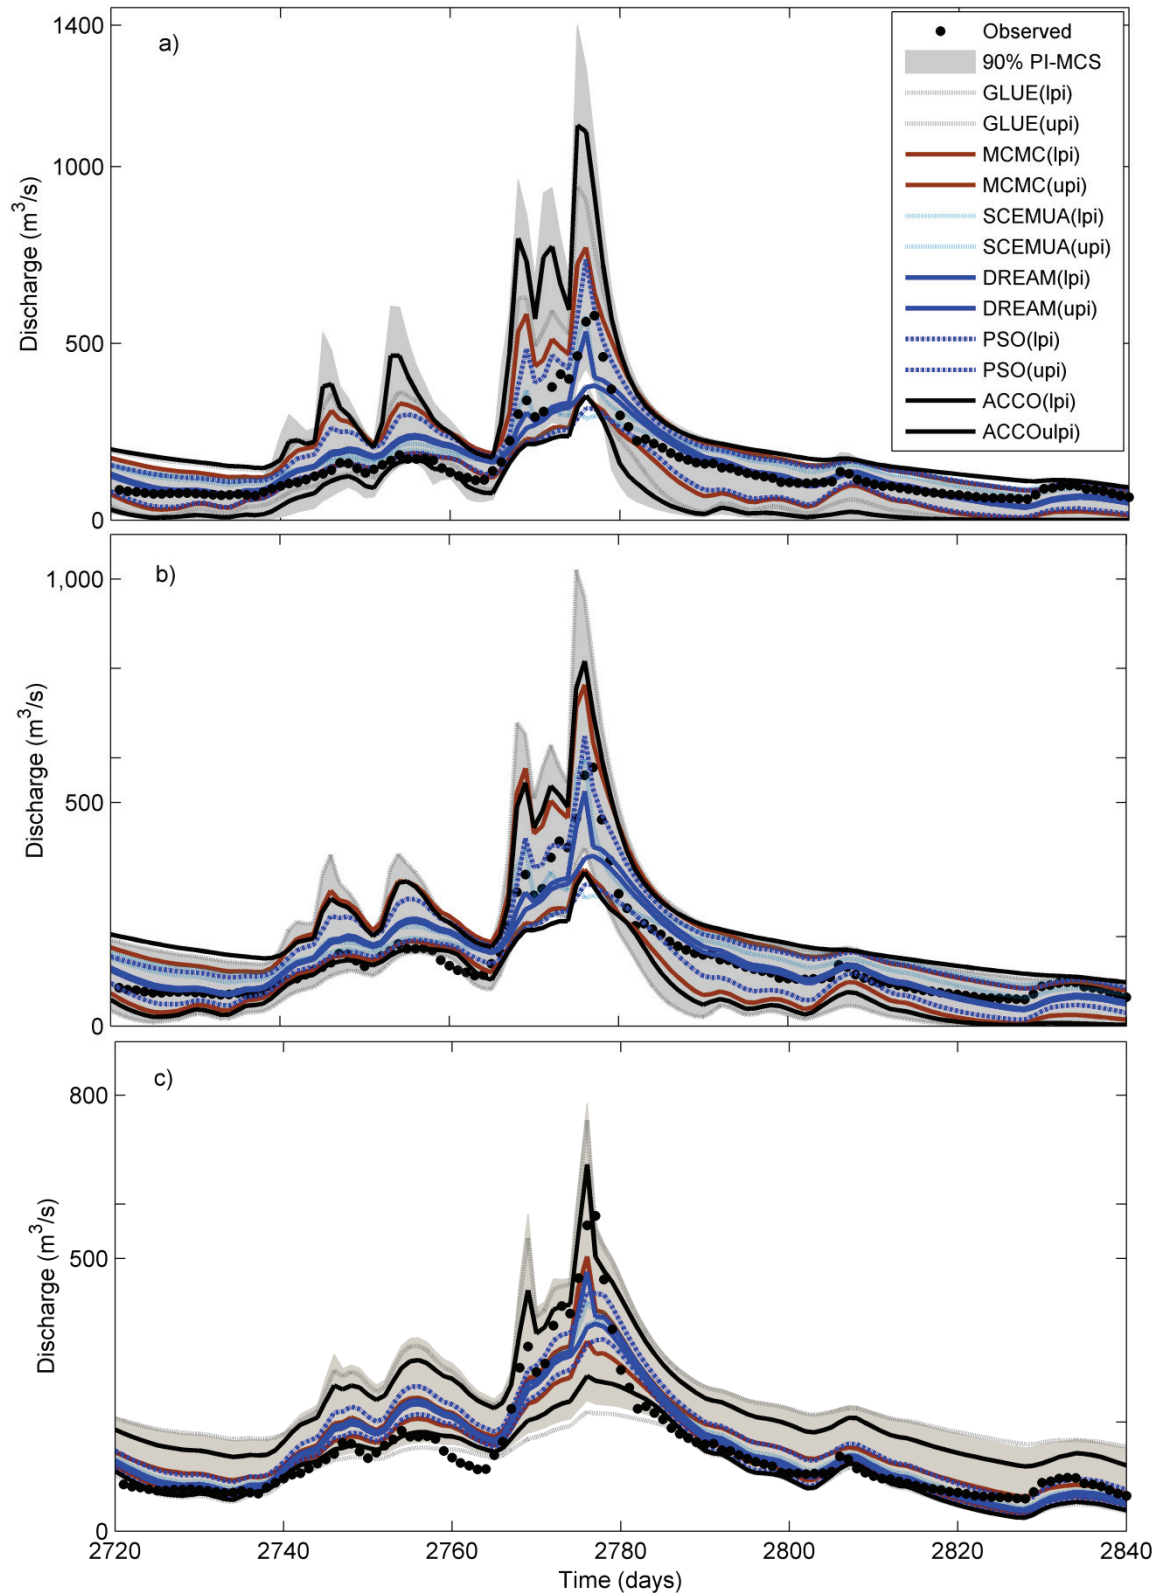 a)
1400
1000
500
0
Discharge (m³/s)
Observed
90% PI-MCS
GLUE(lpi)
GLUE(upi)
MCMC(lpi)
MCMC(upi)
SCEMUA(lpi)
SCEMUA(upi)
DREAM(lpi)
DREAM(upi)
PSO(lpi)
PSO(upi)
ACCO(lpi)
ACCOulpi)
b)
1,000
500
0
Discharge (m³/s)
c)
800
500
0
Discharge (m³/s)
2720 2740 2760 2780 2800 2820 2840
Time (days)